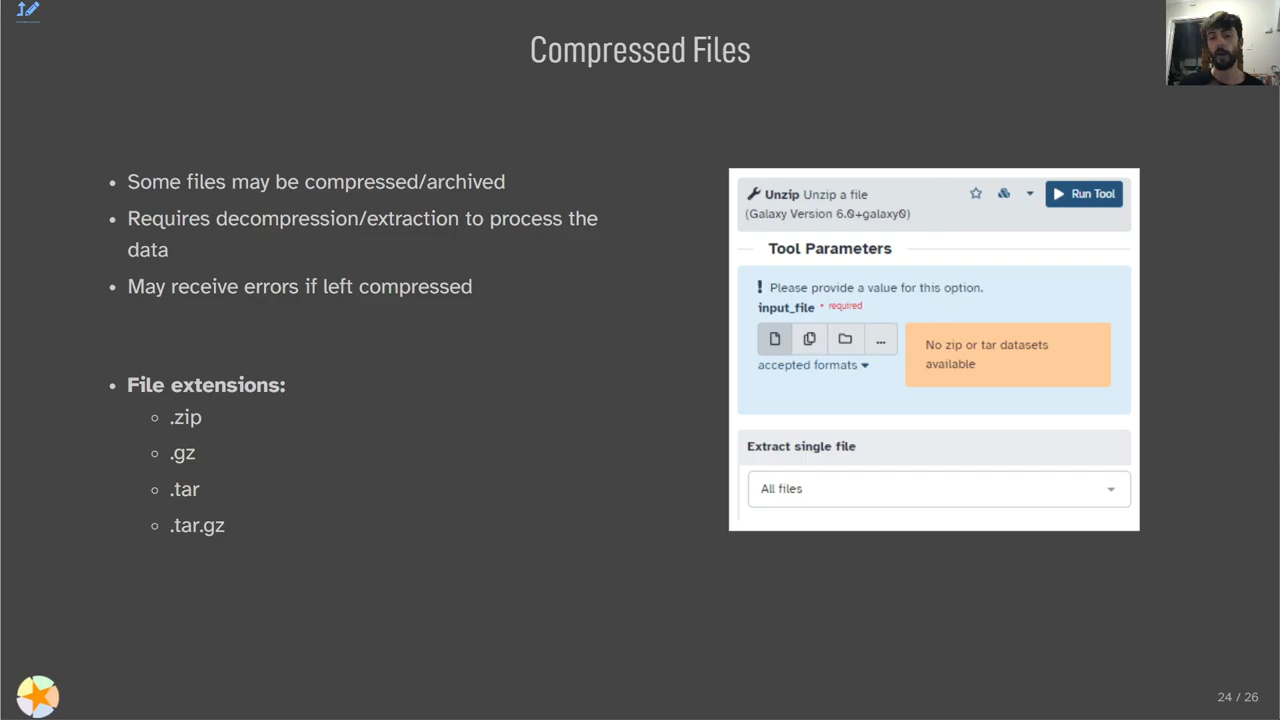 Compressed Files
Some files may be compressed/archived
Requires decompression/extraction to process the
data
May receive errors if left compressed
File extensions:
.zip
.gz
.tar
.tar.gz
Unzip Unzip a file
(Galaxy Version 6.0+galaxy0)
Run Tool
Tool Parameters
! Please provide a value for this option.
input_file * required
...
accepted formats
No zip or tar datasets
available
Extract single file
All files
24 / 26